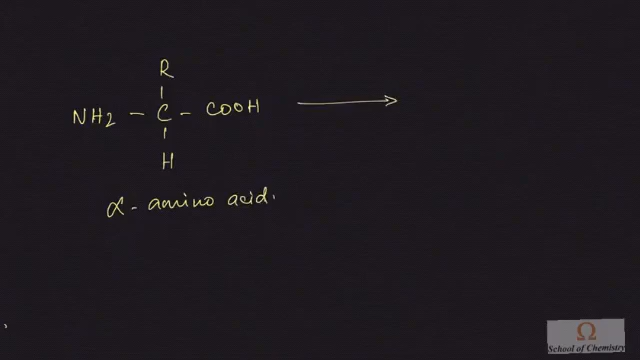 R
NH2 - C - COOH
H
α - amino acid.
Ω
School of Chemistry